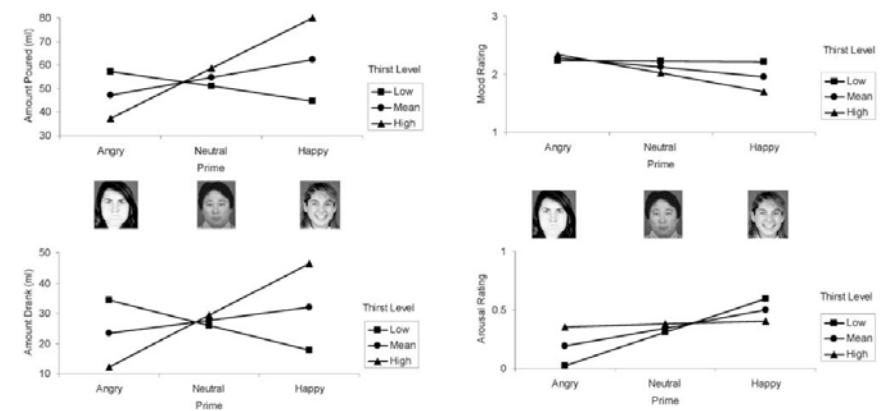 Amount Poured (ml)
80
70
60
50
40
30
Angry Neutral Happy
Prime
Thirst Level
Low
Mean
High
Mood Rating
3
2
1
Angry Neutral Happy
Prime
Thirst Level
Low
Mean
High
Amount Drank (ml)
50
40
30
20
10
Angry Neutral Happy
Prime
Thirst Level
Low
Mean
High
Arousal Rating
1
0.5
0
Angry Neutral Happy
Prime
Thirst Level
Low
Mean
High